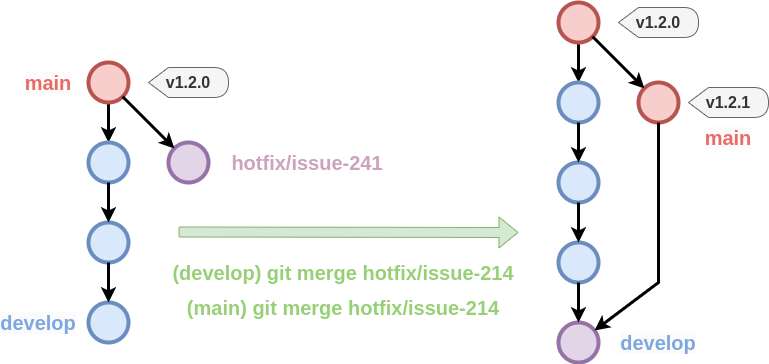 main
v1.2.0
hotfix/issue-241
develop
(develop) git merge hotfix/issue-214
(main) git merge hotfix/issue-214
v1.2.0
v1.2.1
main
develop